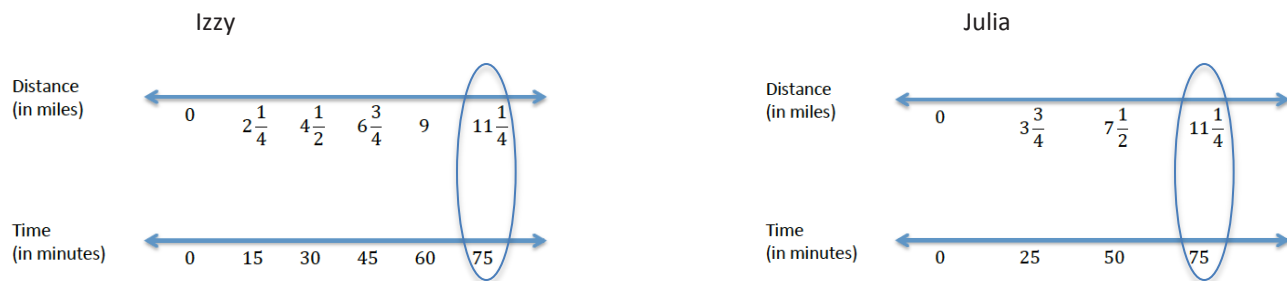 Izzy
Distance
(in miles)
0 2 1/4 4 1/2 6 3/4 9 11 1/4
Time
(in minutes)
0 15 30 45 60 75
Julia
Distance
(in miles)
0 3 3/4 7 1/2 11 1/4
Time
(in minutes)
0 25 50 75